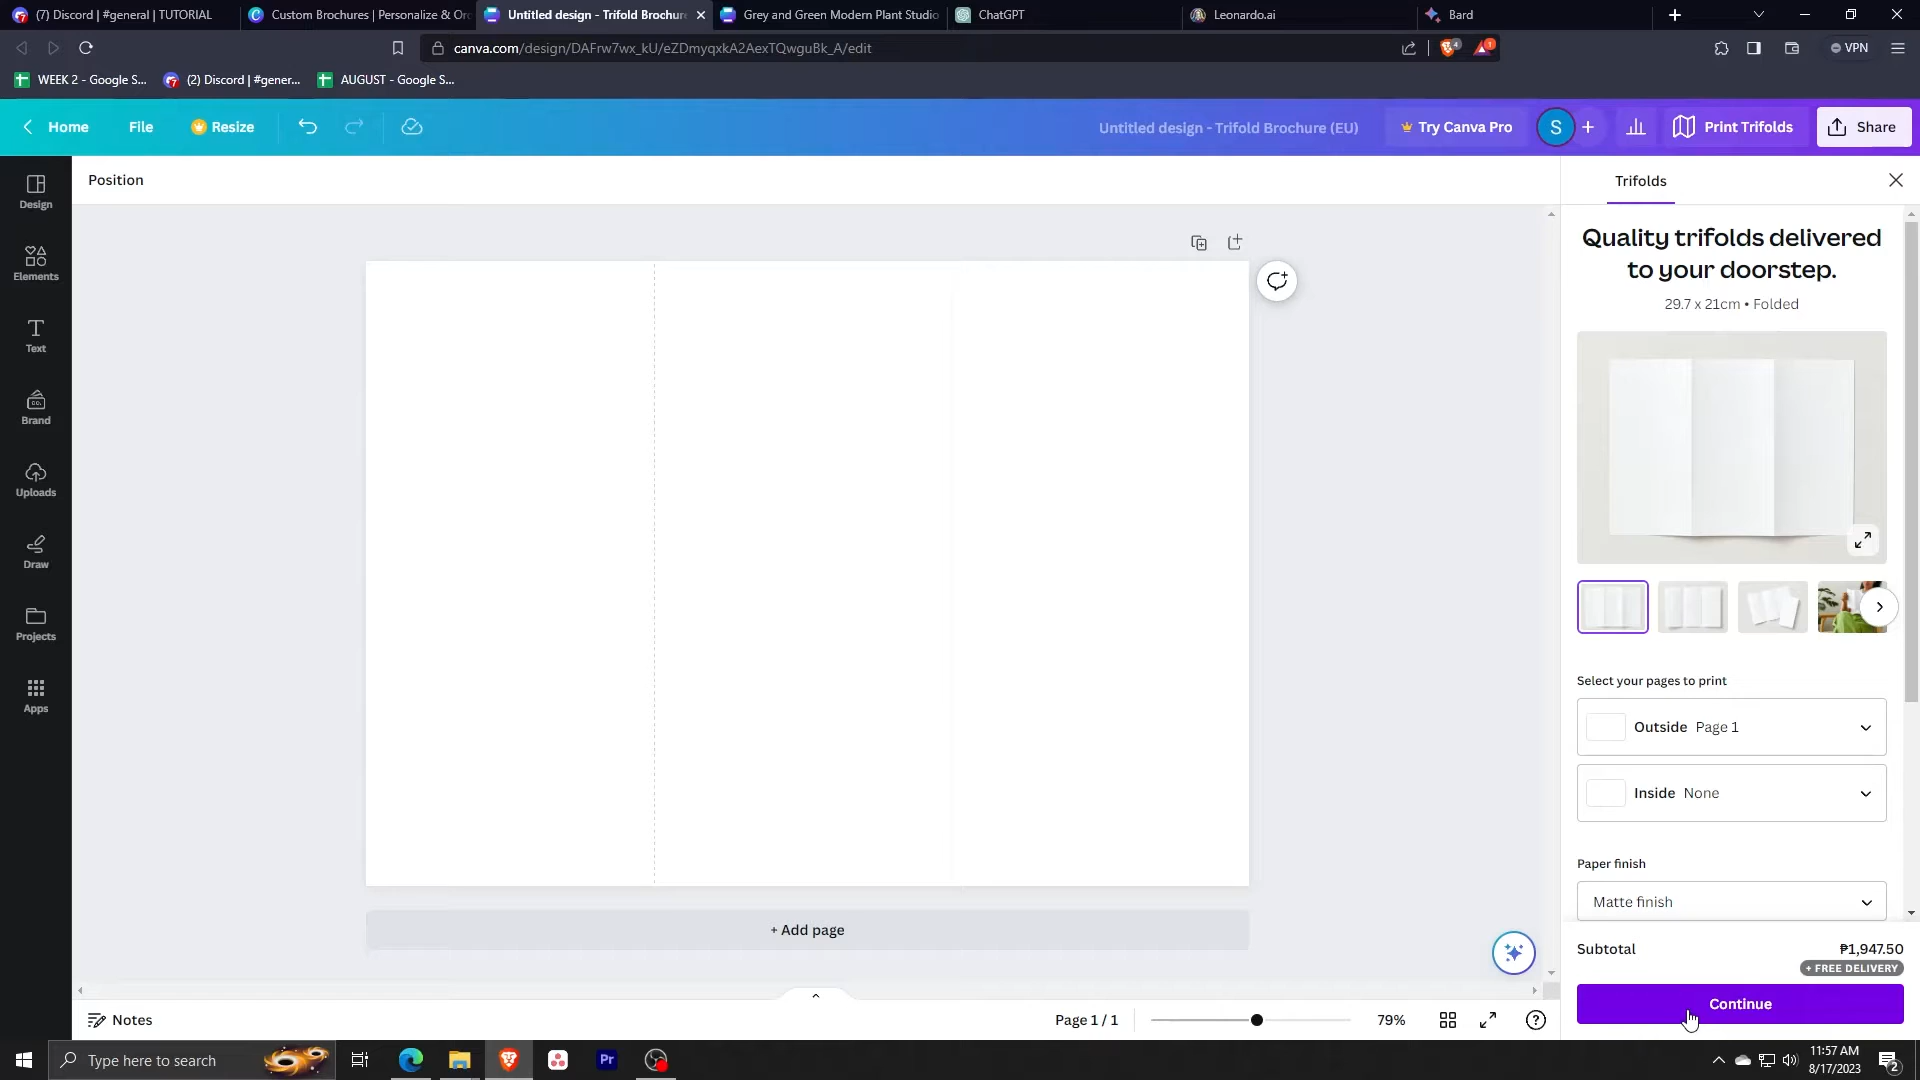 (7) Discord | #general | TUTORIAL
Custom Brochures | Personalize & Or
Untitled design - Trifold Brochure
Grey and Green Modern Plant Studio
ChatGPT
Leonardo.ai
Bard
canva.com/design/DAFrw7wx_kU/eZDmyqxkA2AexTQwguBk_A/edit
4
1
VPN
WEEK 2 - Google S...
(2) Discord | #gener...
AUGUST - Google S...
Home
File
Resize
Untitled design - Trifold Brochure (EU)
Try Canva Pro
S
Print Trifolds
Share
Design
Elements
Text
Brand
Uploads
Draw
Projects
Apps
Position
Trifolds
Quality trifolds delivered
to your doorstep.
29.7 x 21cm • Folded
Select your pages to print
Outside Page 1
Inside None
Paper finish
Matte finish
Subtotal
₱1,947.50
+ FREE DELIVERY
Continue
+ Add page
Notes
Page 1 / 1
79%
Type here to search
Pr
11:57 AM
8/17/2023
2